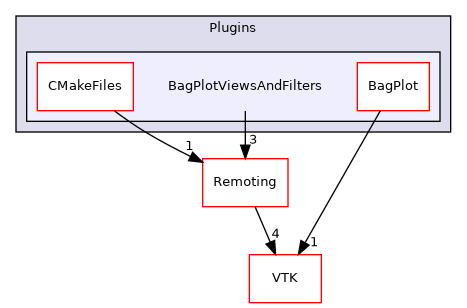 Plugins
CMakeFiles
BagPlotViewsAndFilters
BagPlot
1
3
Remoting
4
1
VTK